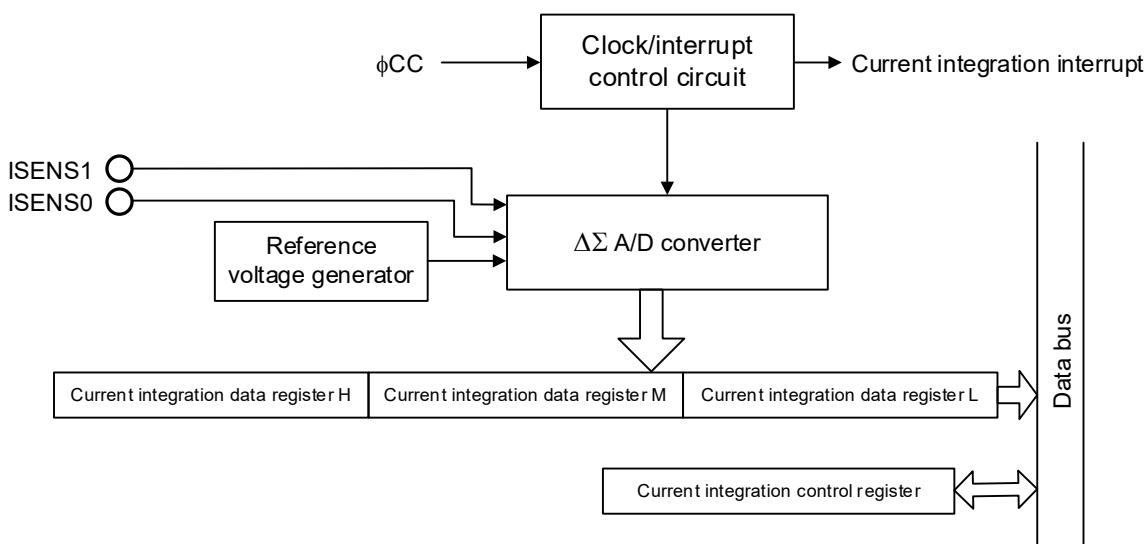 Clock/interrupt
control circuit
ϕCC
Current integration interrupt
ISENS1
ISENS0
Reference
voltage generator
ΔΣ A/D converter
Data bus
Current integration data register H
Current integration data register M
Current integration data register L
Current integration control register